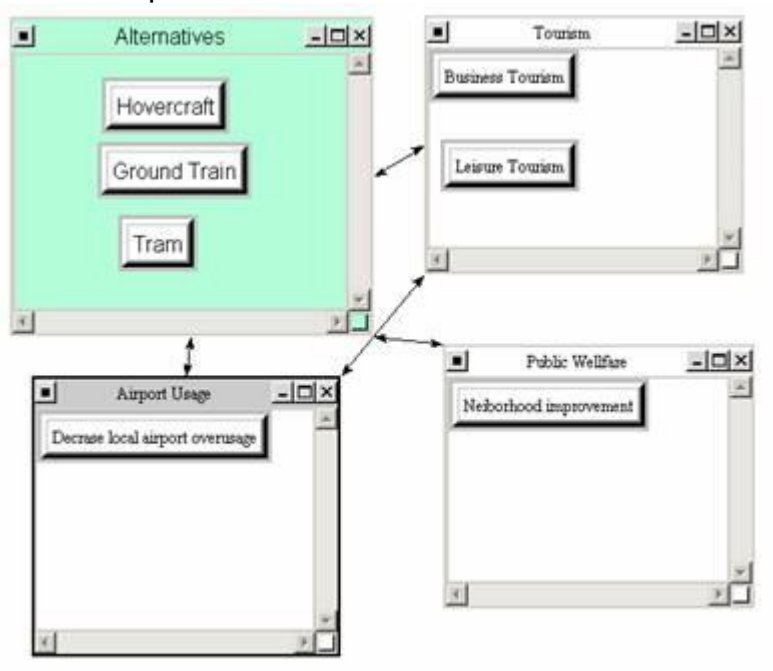 Alternatives
Hovercraft
Ground Train
Tram
Tourism
Business Tourism
Leisure Tourism
Airport Usage
Decrase local airport overusage
Public Wellfare
Neiborhood improvement